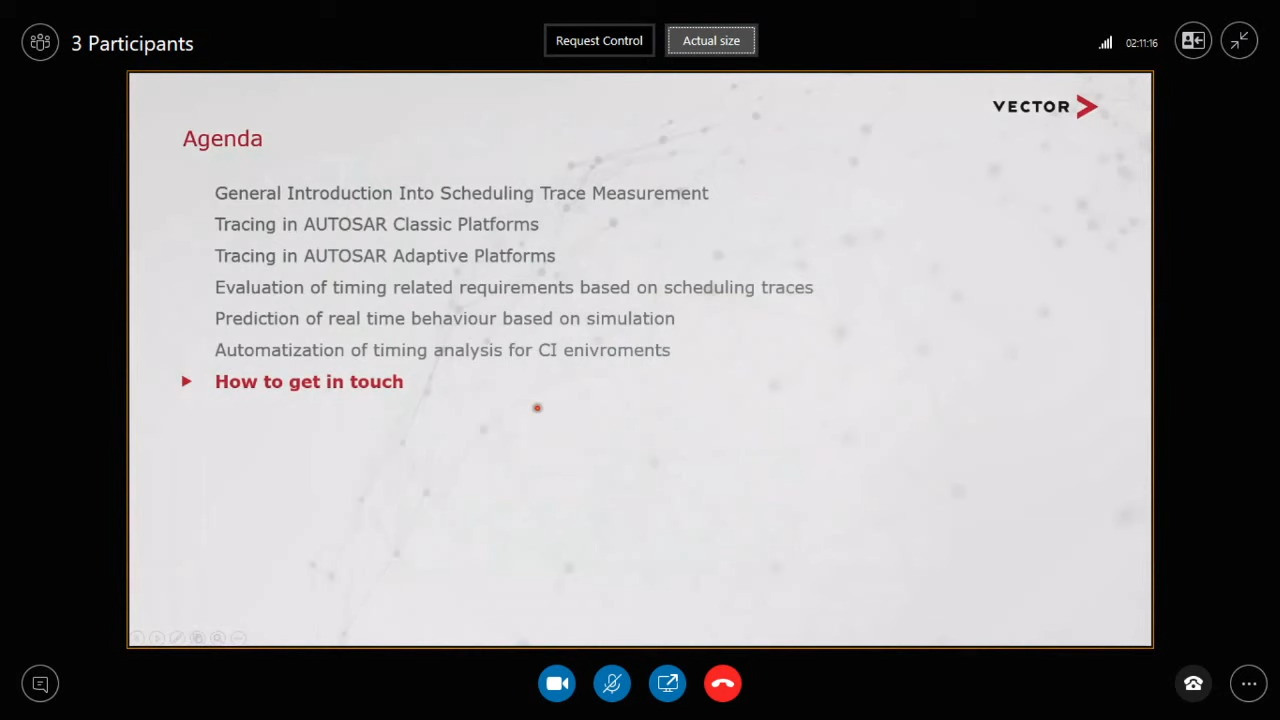 3 Participants
Request Control
Actual size
02:11:16
VECTOR
Agenda
General Introduction Into Scheduling Trace Measurement
Tracing in AUTOSAR Classic Platforms
Tracing in AUTOSAR Adaptive Platforms
Evaluation of timing related requirements based on scheduling traces
Prediction of real time behaviour based on simulation
Automatization of timing analysis for CI enivroments
How to get in touch